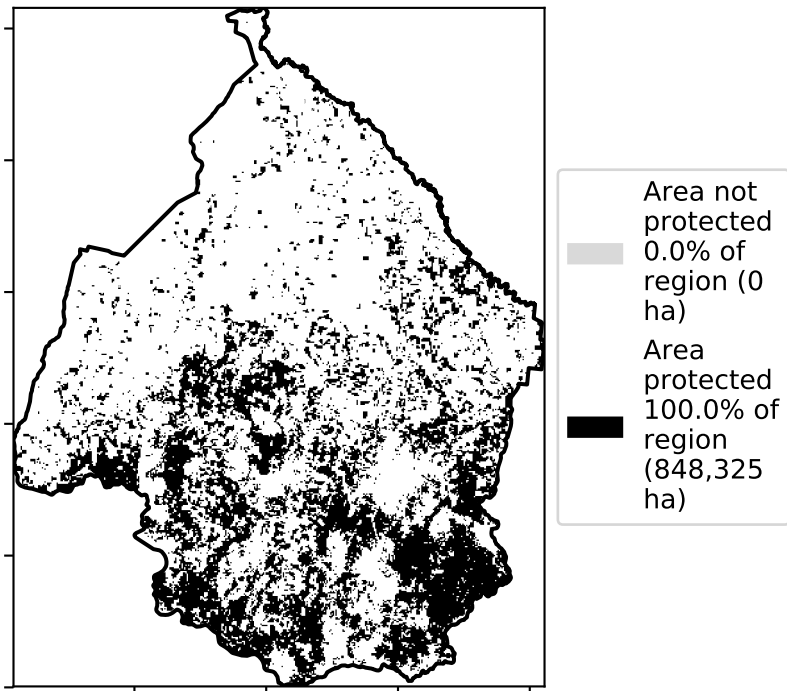 Area not
protected
0.0% of
region (0
ha)
Area
protected
100.0% of
region
(848,325
ha)